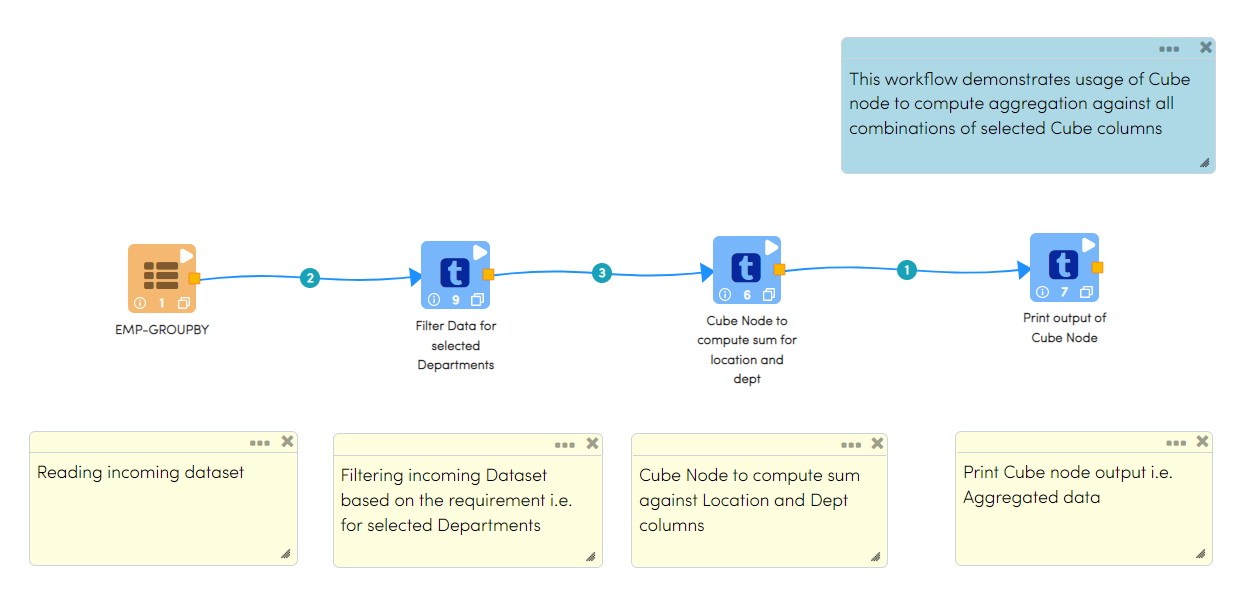 This workflow demonstrates usage of Cube
node to compute aggregation against all
combinations of selected Cube columns
1
EMP-GROUPBY
2
t
9
Filter Data for
selected
Departments
3
t
6
Cube Node to
compute sum for
location and
dept
1
t
7
Print output of
Cube Node
Reading incoming dataset
Filtering incoming Dataset
based on the requirement i.e.
for selected Departments
Cube Node to compute sum
against Location and Dept
columns
Print Cube node output i.e.
Aggregated data